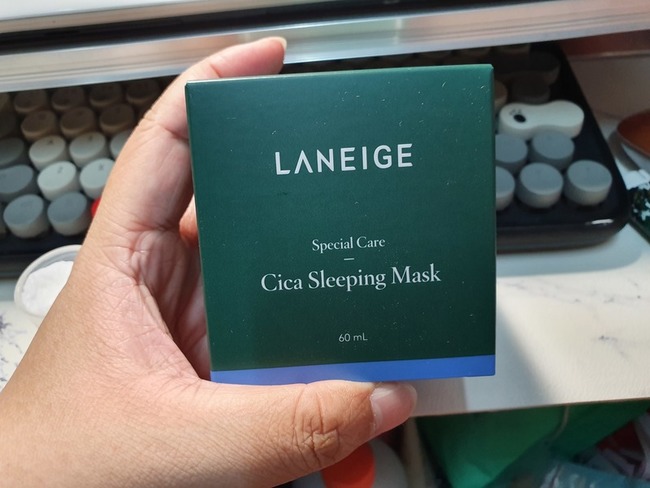 LANEIGE
Special Care
Cica Sleeping Mask
60 mL